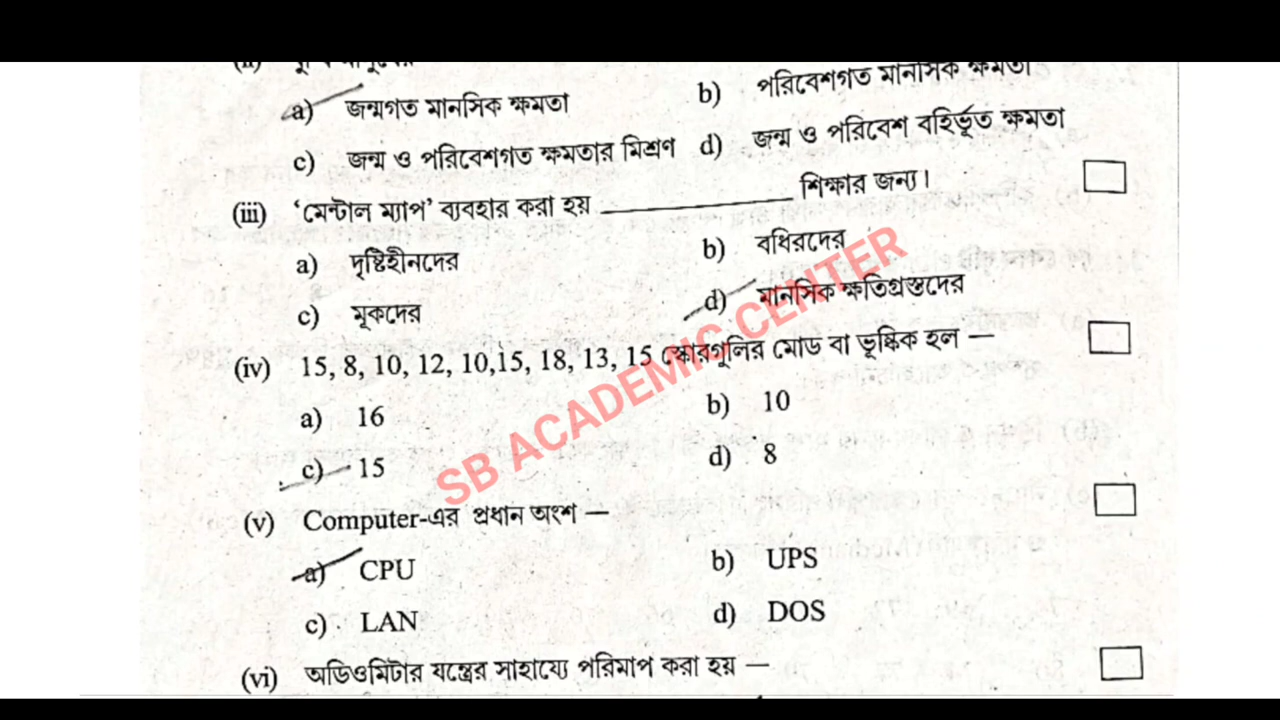 (ii)
a) জন্মগত মানসিক ক্ষমতা b) পরিবেশগত মানসিক ক্ষমতা
c) জন্ম ও পরিবেশগত ক্ষমতার মিশ্রণ d) জন্ম ও পরিবেশ বহির্ভূত ক্ষমতা
(iii) ‘মেন্টাল ম্যাপ’ ব্যবহার করা হয় ____________ শিক্ষার জন্য।
a) দৃষ্টিহীনদের b) বধিরদের
c) মূকদের d) মানসিক ক্ষতিগ্রস্তদের
(iv) 15, 8, 10, 12, 10, 15, 18, 13, 15 স্কোরগুলির মোড বা ভূষিষ্ক হল —
a) 16 b) 10
c) 15 d) 8
(v) Computer-এর প্রধান অংশ —
a) CPU b) UPS
c) LAN d) DOS
(vi) অডিওমিটার যন্ত্রের সাহায্যে পরিমাপ করা হয় —
SB ACADEMIC CENTER